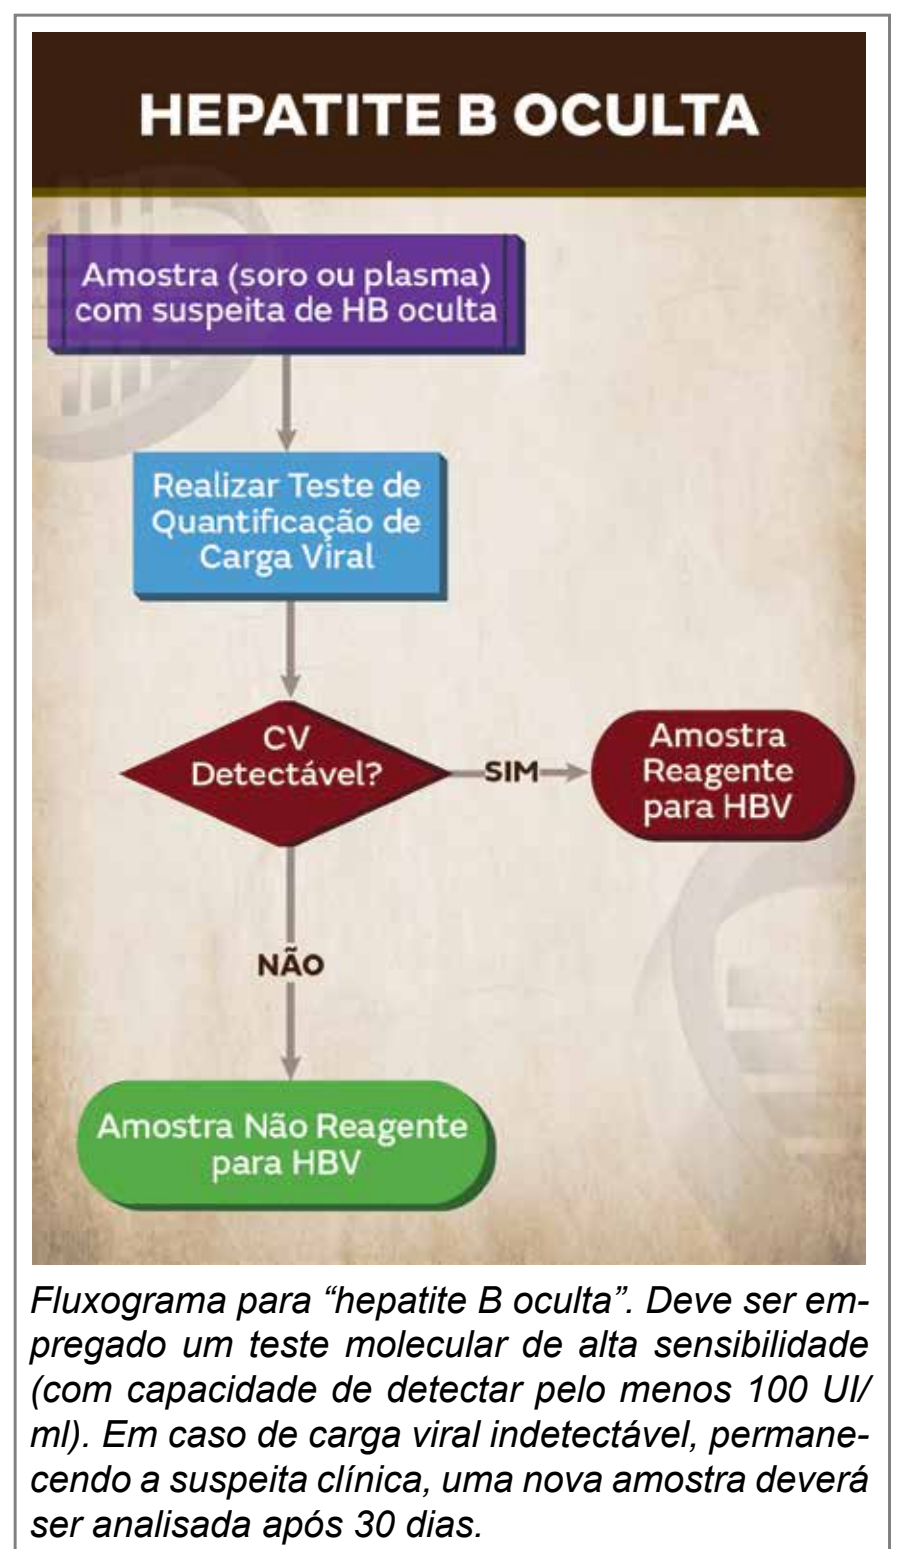 HEPATITE B OCULTA
Amostra (soro ou plasma)
com suspeita de HB oculta
Realizar Teste de
Quantificação de
Carga Viral
CV
Detectável?
SIM
Amostra
Reagente
para HBV
NÃO
Amostra Não Reagente
para HBV
Fluxograma para “hepatite B oculta”. Deve ser em-
pregado um teste molecular de alta sensibilidade
(com capacidade de detectar pelo menos 100 UI/
ml). Em caso de carga viral indetectável, permane-
cendo a suspeita clínica, uma nova amostra deverá
ser analisada após 30 dias.